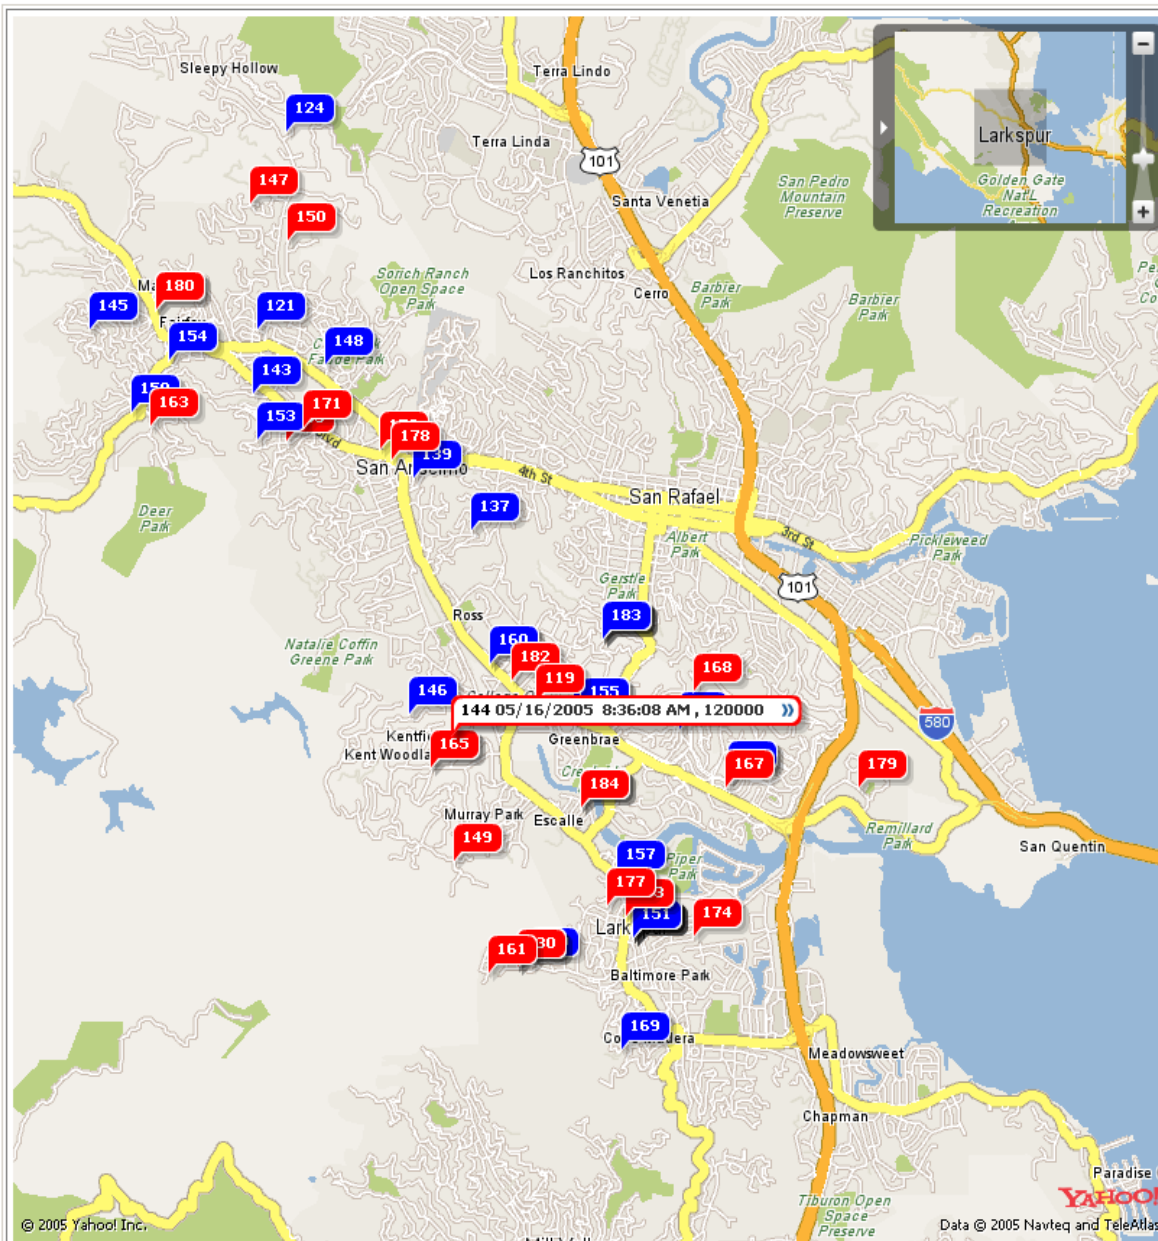 Sleepy Hollow
Terra Lindo
124
Terra Linda
101
Larkspur
San Pedro
Mountain
Preserve
Golden Gate
Nat'L
Recreation
147
Santa Venetia
150
Sorich Ranch
Open Space
Park
Los Ranchitos
Cerro
Barbier
Park
Barbier
Park
180
145
121
154
148
143
163
171
153
178
139
San Anselmo
4th St
137
San Rafael
3rd St
Albert
Park
Pickleweed
Park
Deer
Park
101
Gerstle
Park
Ross
183
Natalie Coffin
Greene Park
160
182
168
119
146
155
144 05/16/2005 8:36:08 AM , 120000 »
580
Greenbrae
165
167
179
184
Murray Park
Escalle
149
Remillard
Park
San Quentin
157
Piper
Park
177
151
174
161
Baltimore Park
169
Meadowsweet
Chapman
Paradise
YAHOO!
Tiburon Open
Space
Preserve
© 2005 Yahoo! Inc.
Data © 2005 Navteq and TeleAtlas